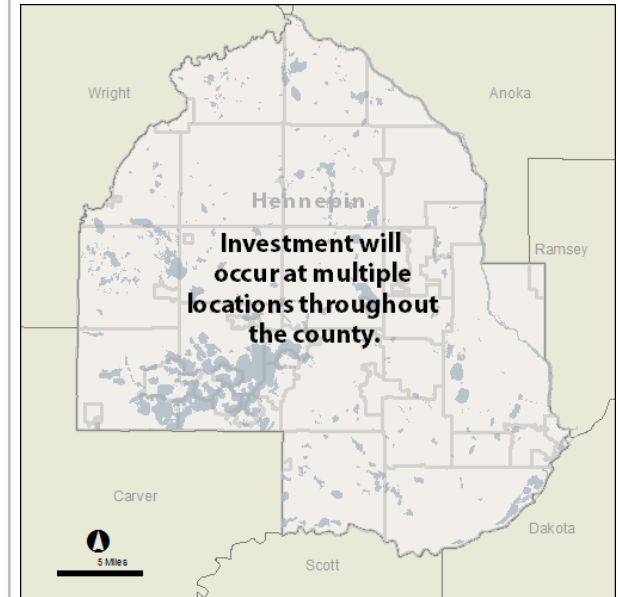 Wright
Anoka
Hennepin
Investment will
occur at multiple
locations throughout
the county.
Ramsey
Carver
Dakota
Scott
5 Miles